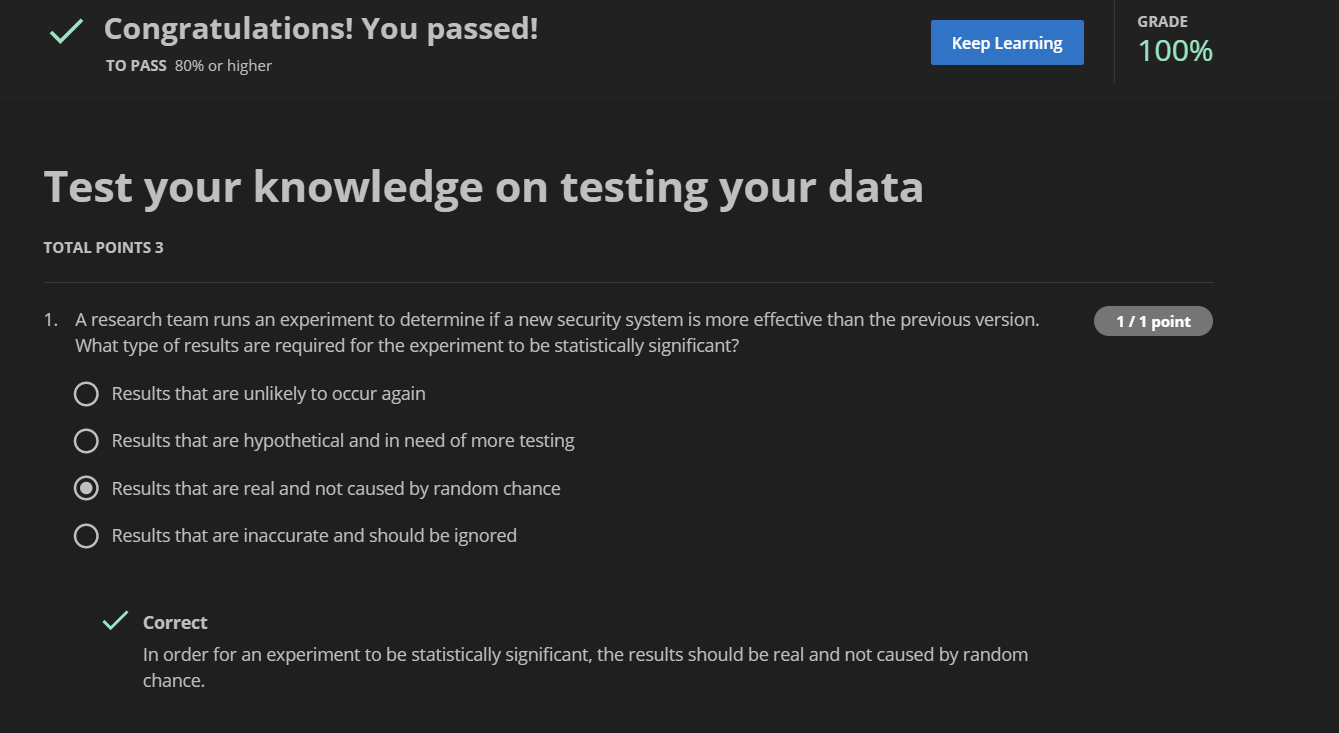 Congratulations! You passed!
TO PASS 80% or higher
Keep Learning
GRADE
100%
Test your knowledge on testing your data
TOTAL POINTS 3
1. A research team runs an experiment to determine if a new security system is more effective than the previous version.
What type of results are required for the experiment to be statistically significant?
1 / 1 point
Results that are unlikely to occur again
Results that are hypothetical and in need of more testing
Results that are real and not caused by random chance
Results that are inaccurate and should be ignored
Correct
In order for an experiment to be statistically significant, the results should be real and not caused by random
chance.